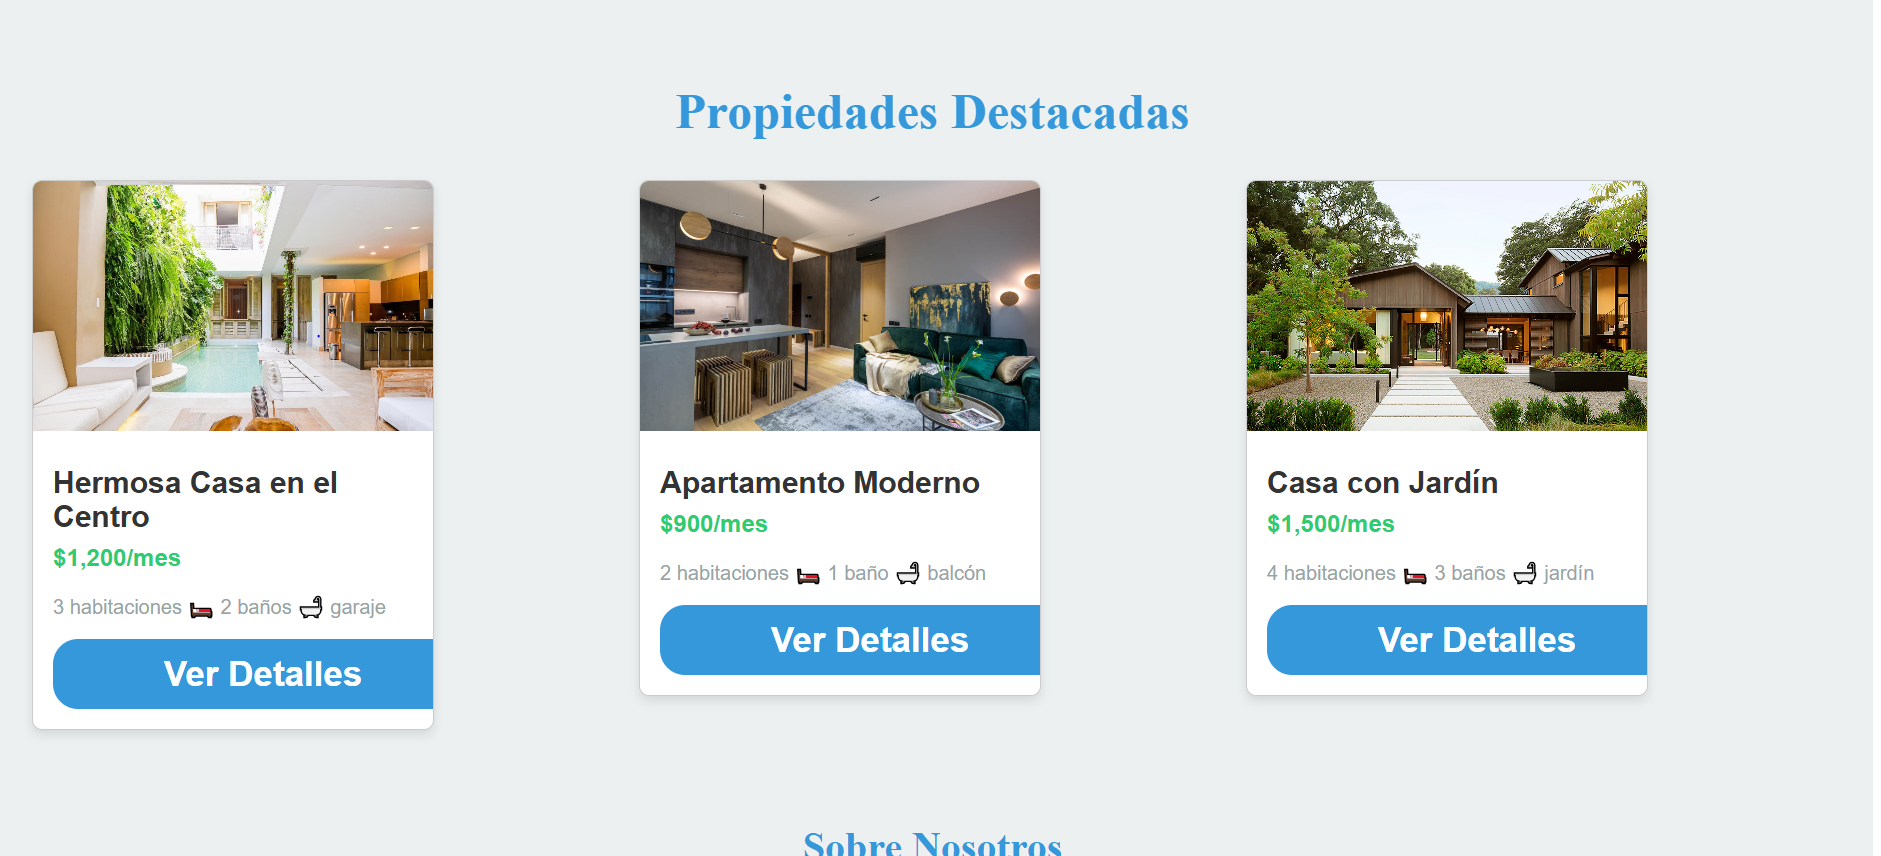 Propiedades Destacadas
Hermosa Casa en el
Centro
$1,200/mes
3 habitaciones 2 baños garaje
Ver Detalles
Apartamento Moderno
$900/mes
2 habitaciones 1 baño balcón
Ver Detalles
Casa con Jardín
$1,500/mes
4 habitaciones 3 baños jardín
Ver Detalles
Sobre Nosotros